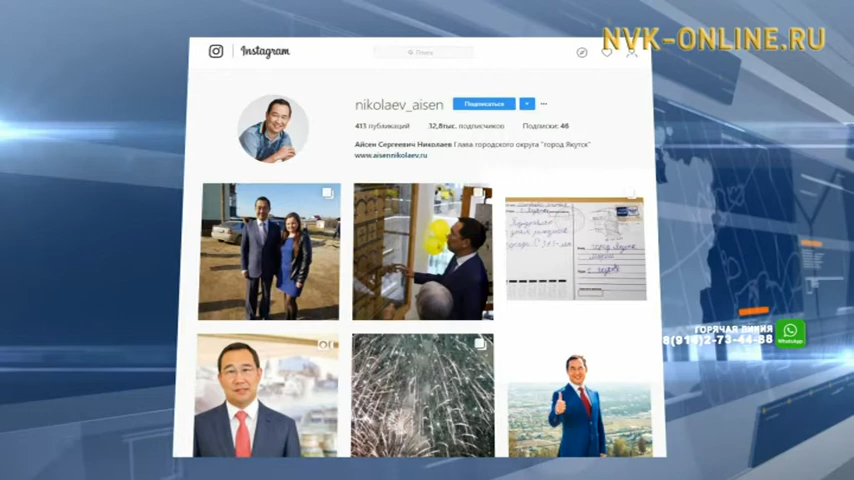 NVK-ONLINE.RU
Instagram
Поиск
nikolaev_aisen
Подписаться
413 публикаций
32,8тыс. подписчиков
Подписки: 46
Айсен Сергеевич Николаев Глава городского округа "город Якутск"
www.aisennikolaev.ru
ГОРЯЧАЯ ЛИНИЯ
8(914)2-73-44-88
WhatsApp